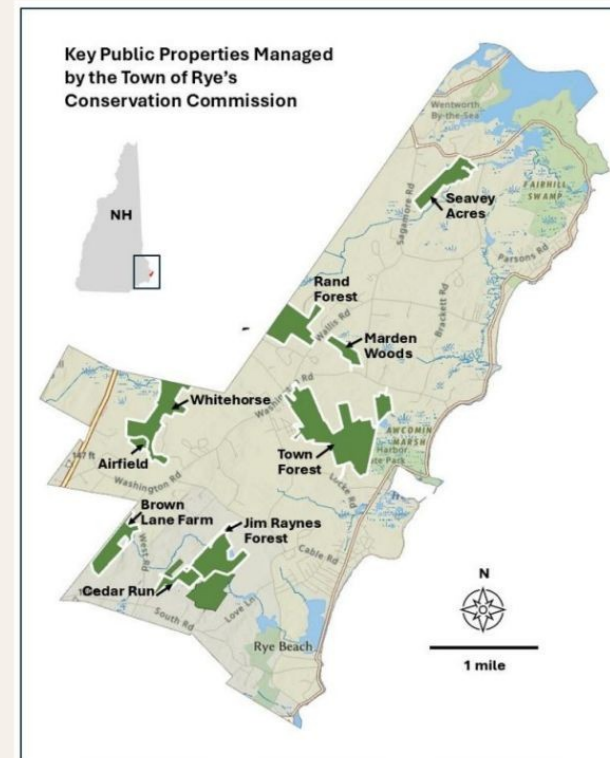 Key Public Properties Managed
by the Town of Rye's
Conservation Commission
NH
Wentworth
By-the-Sea
Sagamore Rd
Seavey
Acres
FAIRHILL
SWAMP
Parsons Rd
Brackett Rd
Rand
Forest
Wallis Rd
Marden
Woods
Whitehorse
Washington Rd
Airfield
147 ft
Town
Forest
AWCOMIN
MARSH
Harbor
te Park
Locke Rd
Washington Rd
Brown
Lane Farm
West Rd
Jim Raynes
Forest
Cable Rd
Cedar Run
South Rd
Love Ln
Rye Beach
N
1 mile